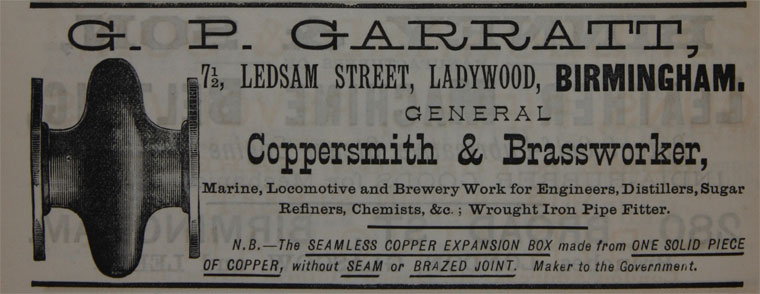 G. P. GARRATT,
7½, LEDSAM STREET, LADYWOOD, BIRMINGHAM.
GENERAL
Coppersmith & Brassworker,
Marine, Locomotive and Brewery Work for Engineers, Distillers, Sugar
Refiners, Chemists, &c. ; Wrought Iron Pipe Fitter.
N.B.—The SEAMLESS COPPER EXPANSION BOX made from ONE SOLID PIECE
OF COPPER, without SEAM or BRAZED JOINT. Maker to the Government.